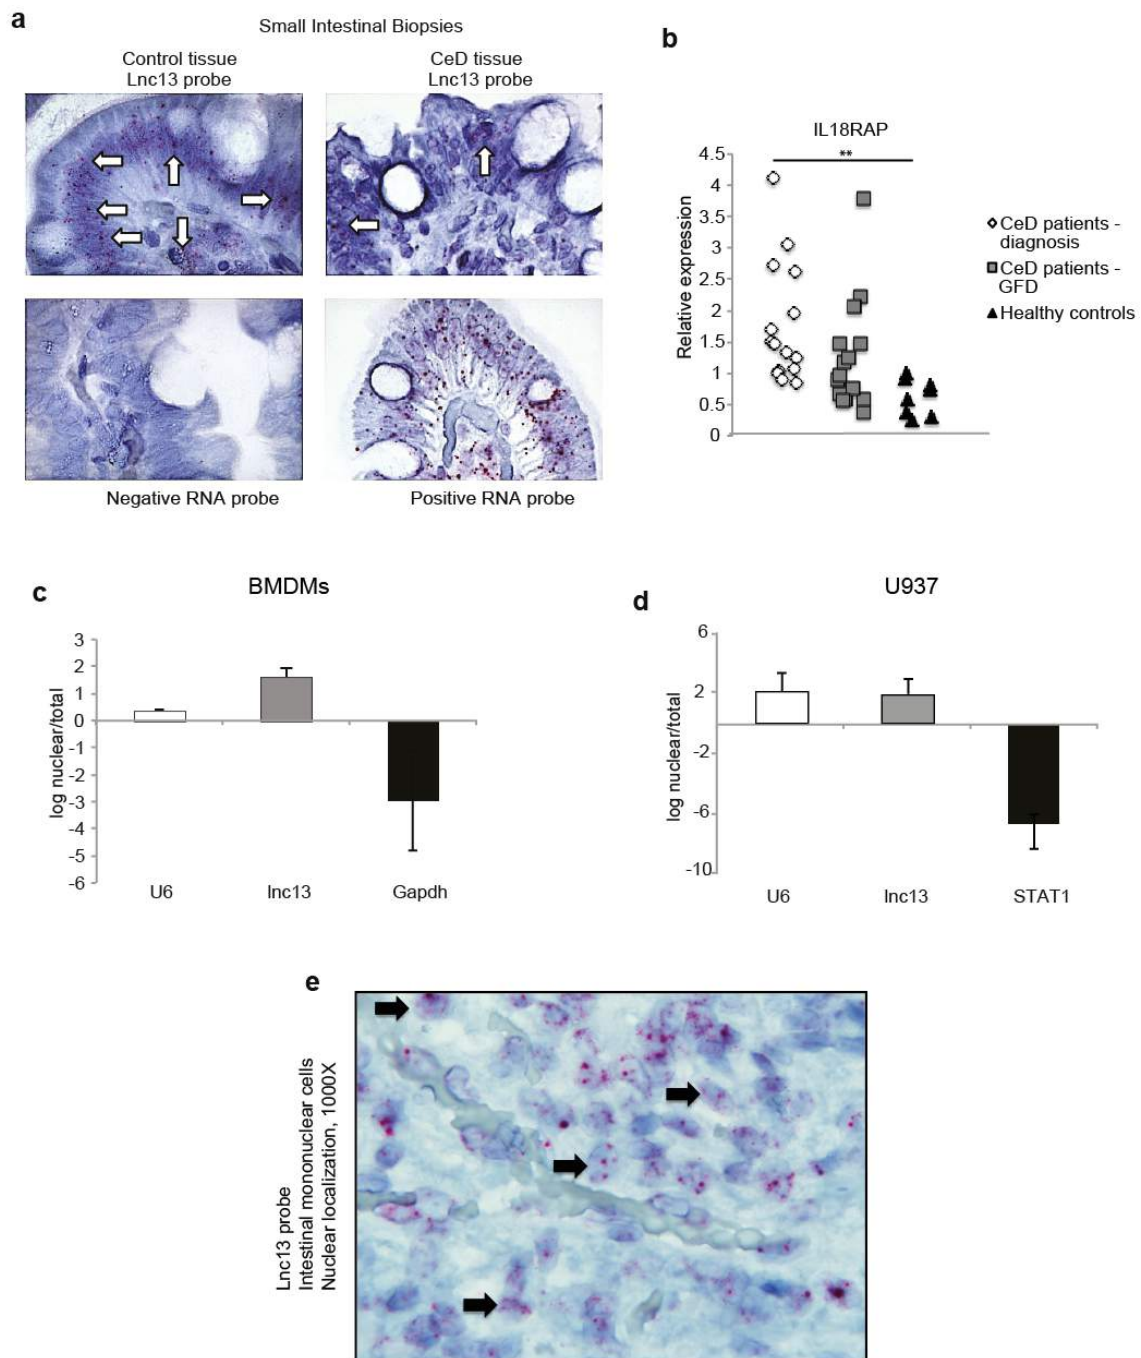 a
Small Intestinal Biopsies
Control tissue
Lnc13 probe
CeD tissue
Lnc13 probe
Negative RNA probe
Positive RNA probe
b
IL18RAP
**
Relative expression
4.5
4
3.5
3
2.5
2
1.5
1
0.5
0
CeD patients -
diagnosis
CeD patients -
GFD
Healthy controls
c
BMDMs
log nuclear/total
3
2
1
0
-1
-2
-3
-4
-5
-6
U6
lnc13
Gapdh
d
U937
log nuclear/total
6
2
-2
-6
-10
U6
lnc13
STAT1
e
Lnc13 probe
Intestinal mononuclear cells
Nuclear localization, 1000X